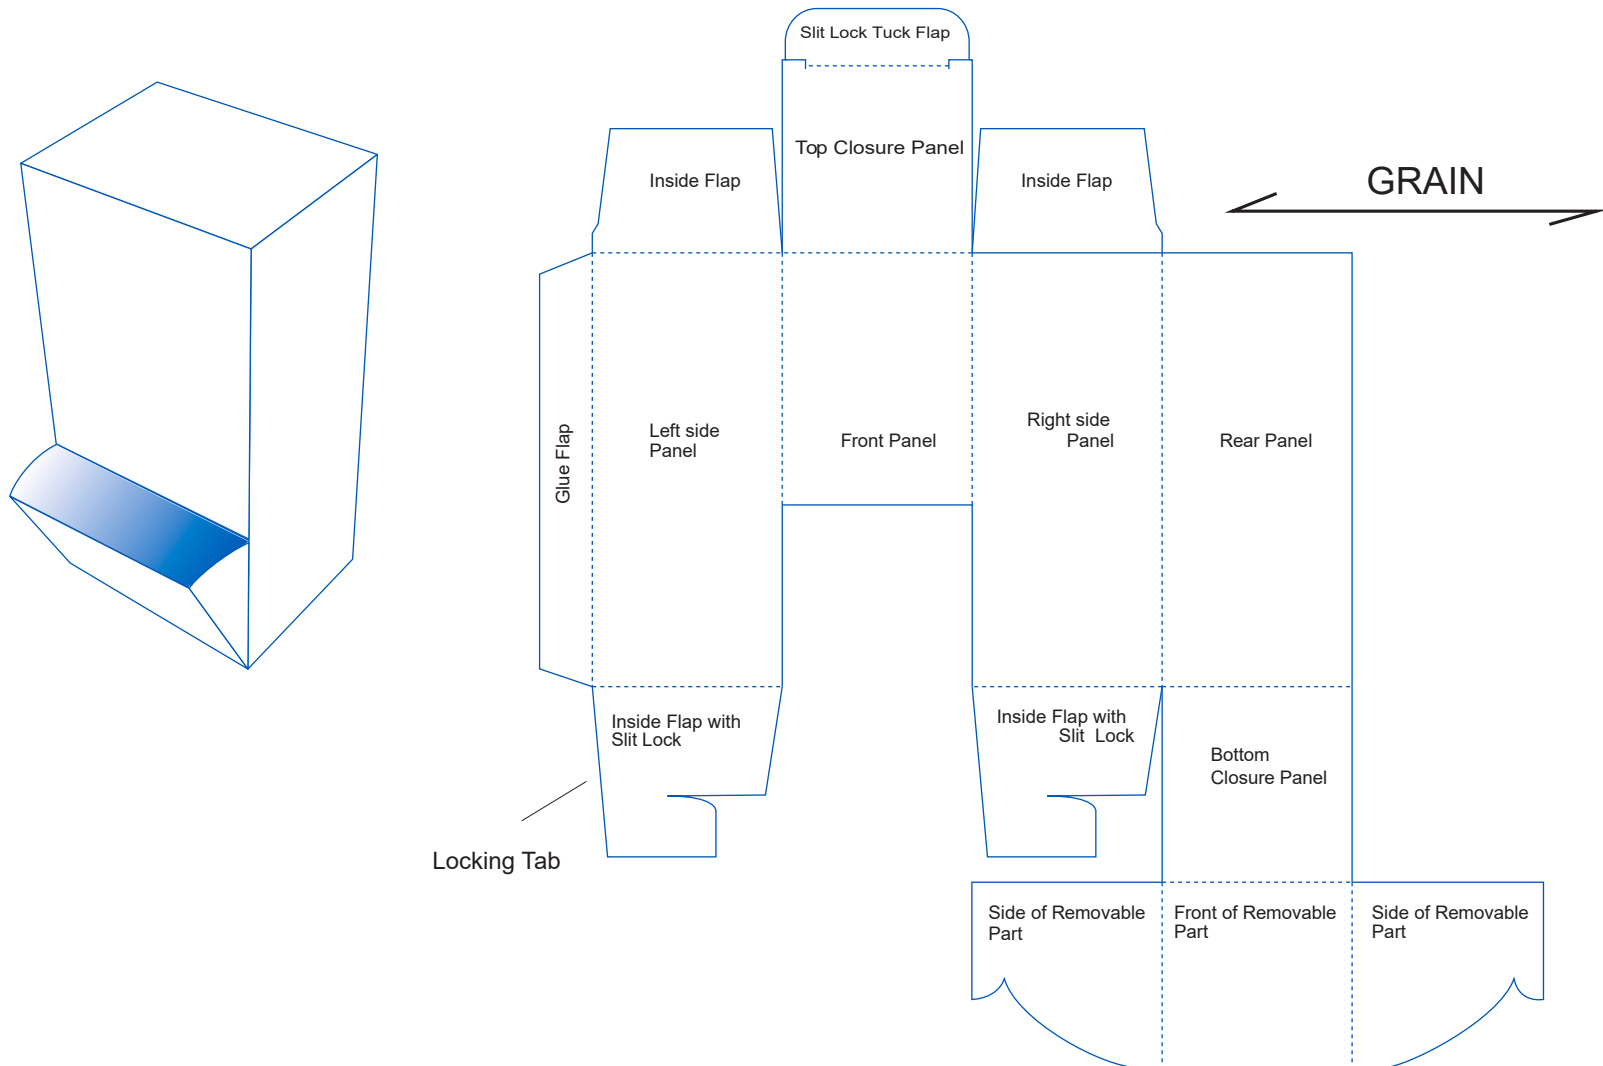 Slit Lock Tuck Flap
Top Closure Panel
Inside Flap
Inside Flap
GRAIN
Glue Flap
Left side
Panel
Front Panel
Right side
Panel
Rear Panel
Inside Flap with
Slit Lock
Inside Flap with
Slit Lock
Bottom
Closure Panel
Locking Tab
Side of Removable
Part
Front of Removable
Part
Side of Removable
Part